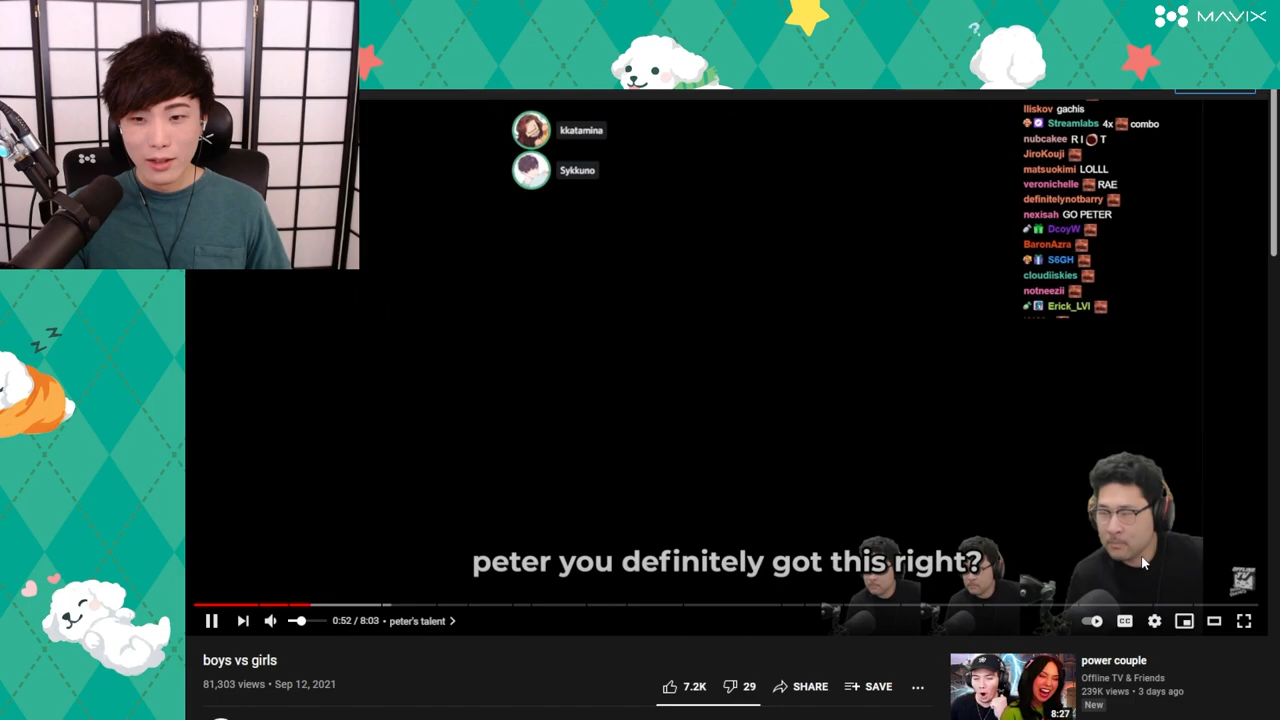 MAVIX
kkatamina
Sykkuno
Iliskov gachis
Streamlabs 4x combo
nubcakee R I O T
JiroKouji
matsuokimi LOLLL
veronichelle RAE
definitelynotbarry
nexisah GO PETER
DcoyW
BaronAzra
S6GH
cloudiiskies
notneezii
Erick_LVl
?
z z z
peter you definitely got this right?
0:52 / 8:03 • peter's talent
CC
boys vs girls
81,303 views • Sep 12, 2021
7.2K
29
SHARE
SAVE
power couple
Offline TV & Friends
239K views • 3 days ago
New
8:27